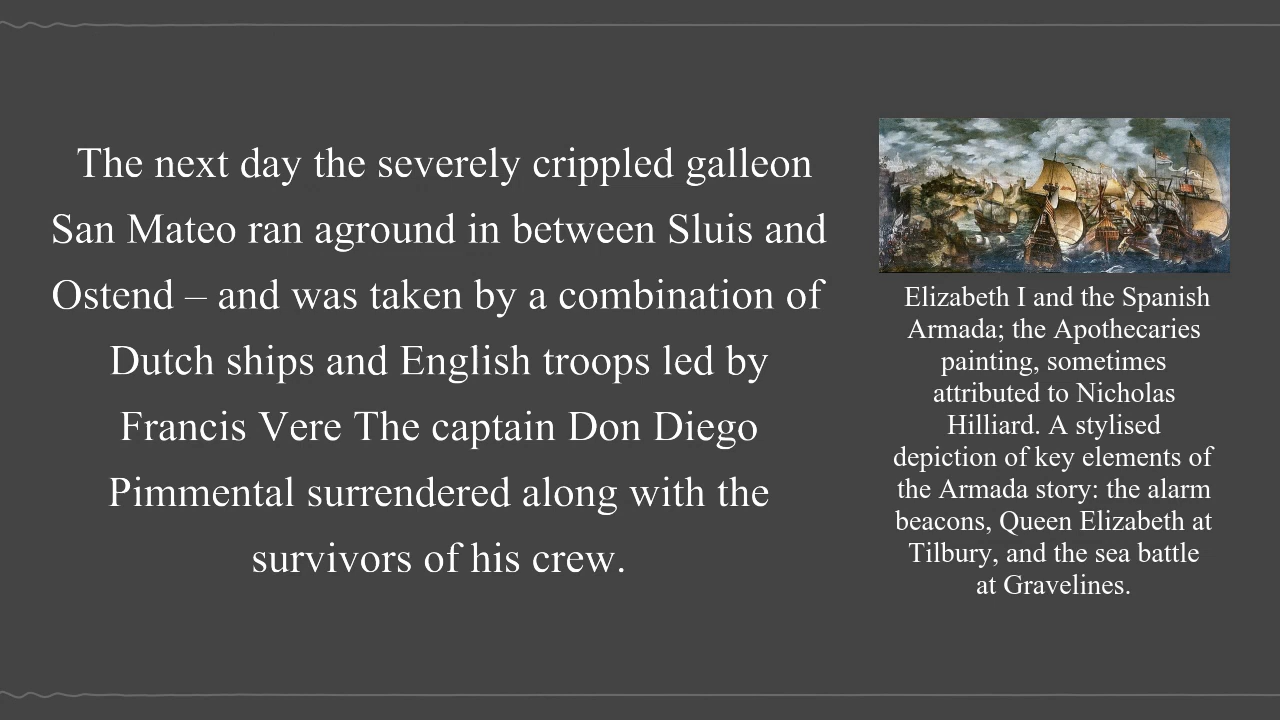 The next day the severely crippled galleon
San Mateo ran aground in between Sluis and
Ostend – and was taken by a combination of
Dutch ships and English troops led by
Francis Vere The captain Don Diego
Pimmental surrendered along with the
survivors of his crew.
Elizabeth I and the Spanish
Armada; the Apothecaries
painting, sometimes
attributed to Nicholas
Hilliard. A stylised
depiction of key elements of
the Armada story: the alarm
beacons, Queen Elizabeth at
Tilbury, and the sea battle
at Gravelines.